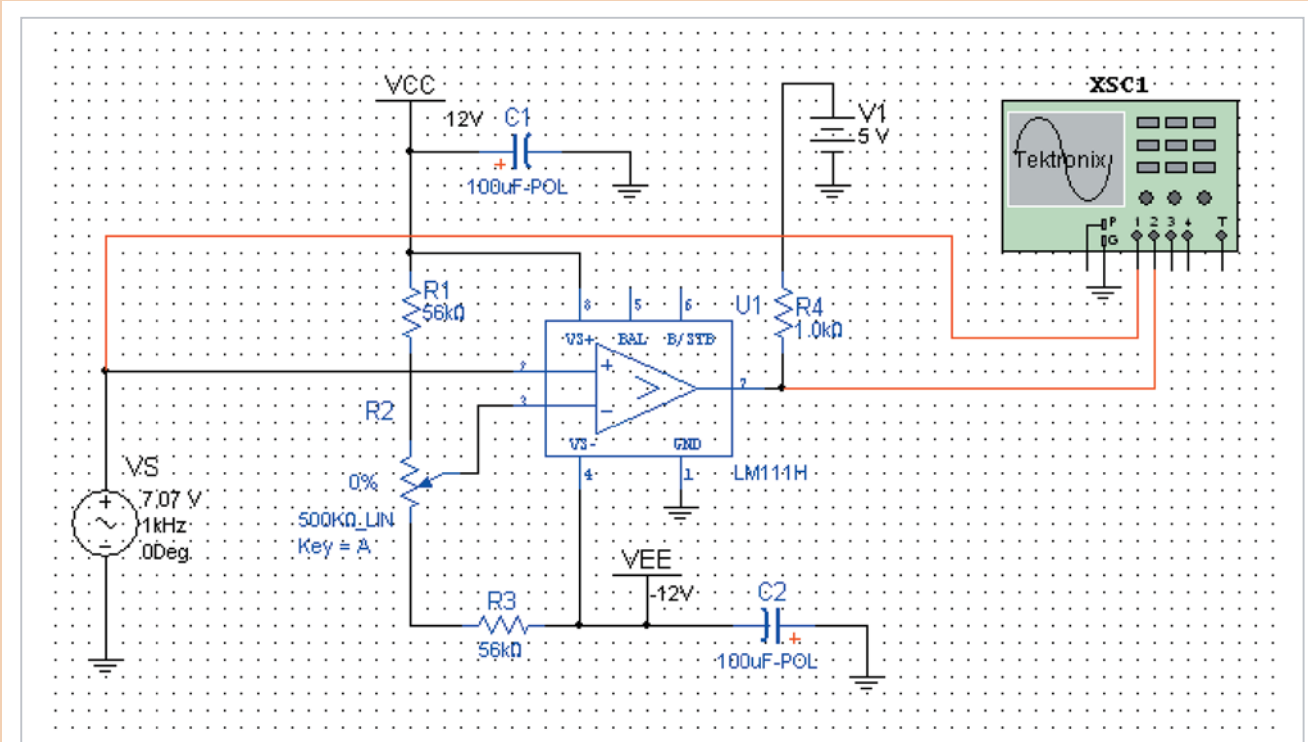 VCC
12V
C1
100uF-POL
V1
5 V
XSC1
Tektronix
P
G
1 2 3 4 T
R1
56kΩ
8
5
6
U1
R4
1.0kΩ
VS+ BAL B/STB
2
+
7
3
−
R2
VS- GND
LM111H
4
1
0%
500KΩ_LIN
Key = A
VS
+
7.07 V
1kHz
0Deg
−
VEE
-12V
R3
56kΩ
C2
100uF-POL